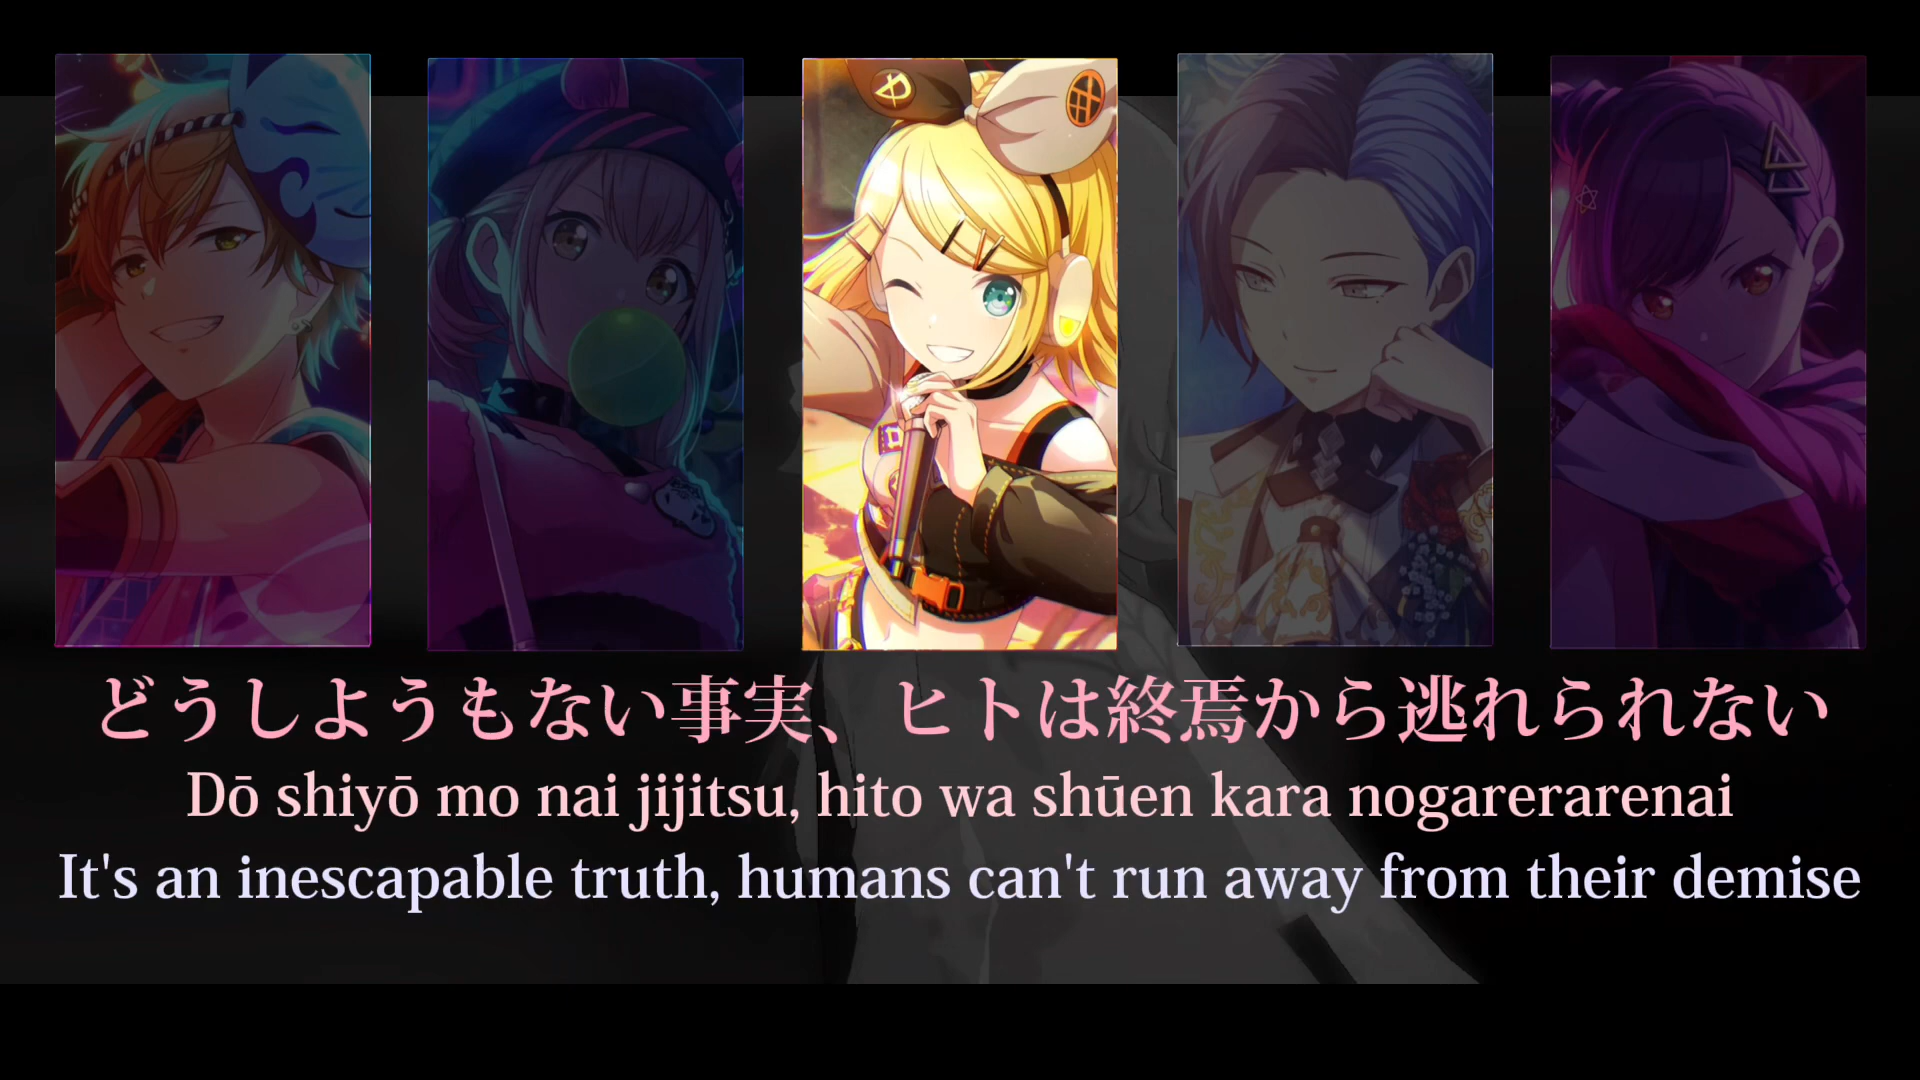 どうしようもない事実、ヒトは終焉から逃れられない
Dō shiyō mo nai jijitsu, hito wa shūen kara nogarerarenai
It's an inescapable truth, humans can't run away from their demise